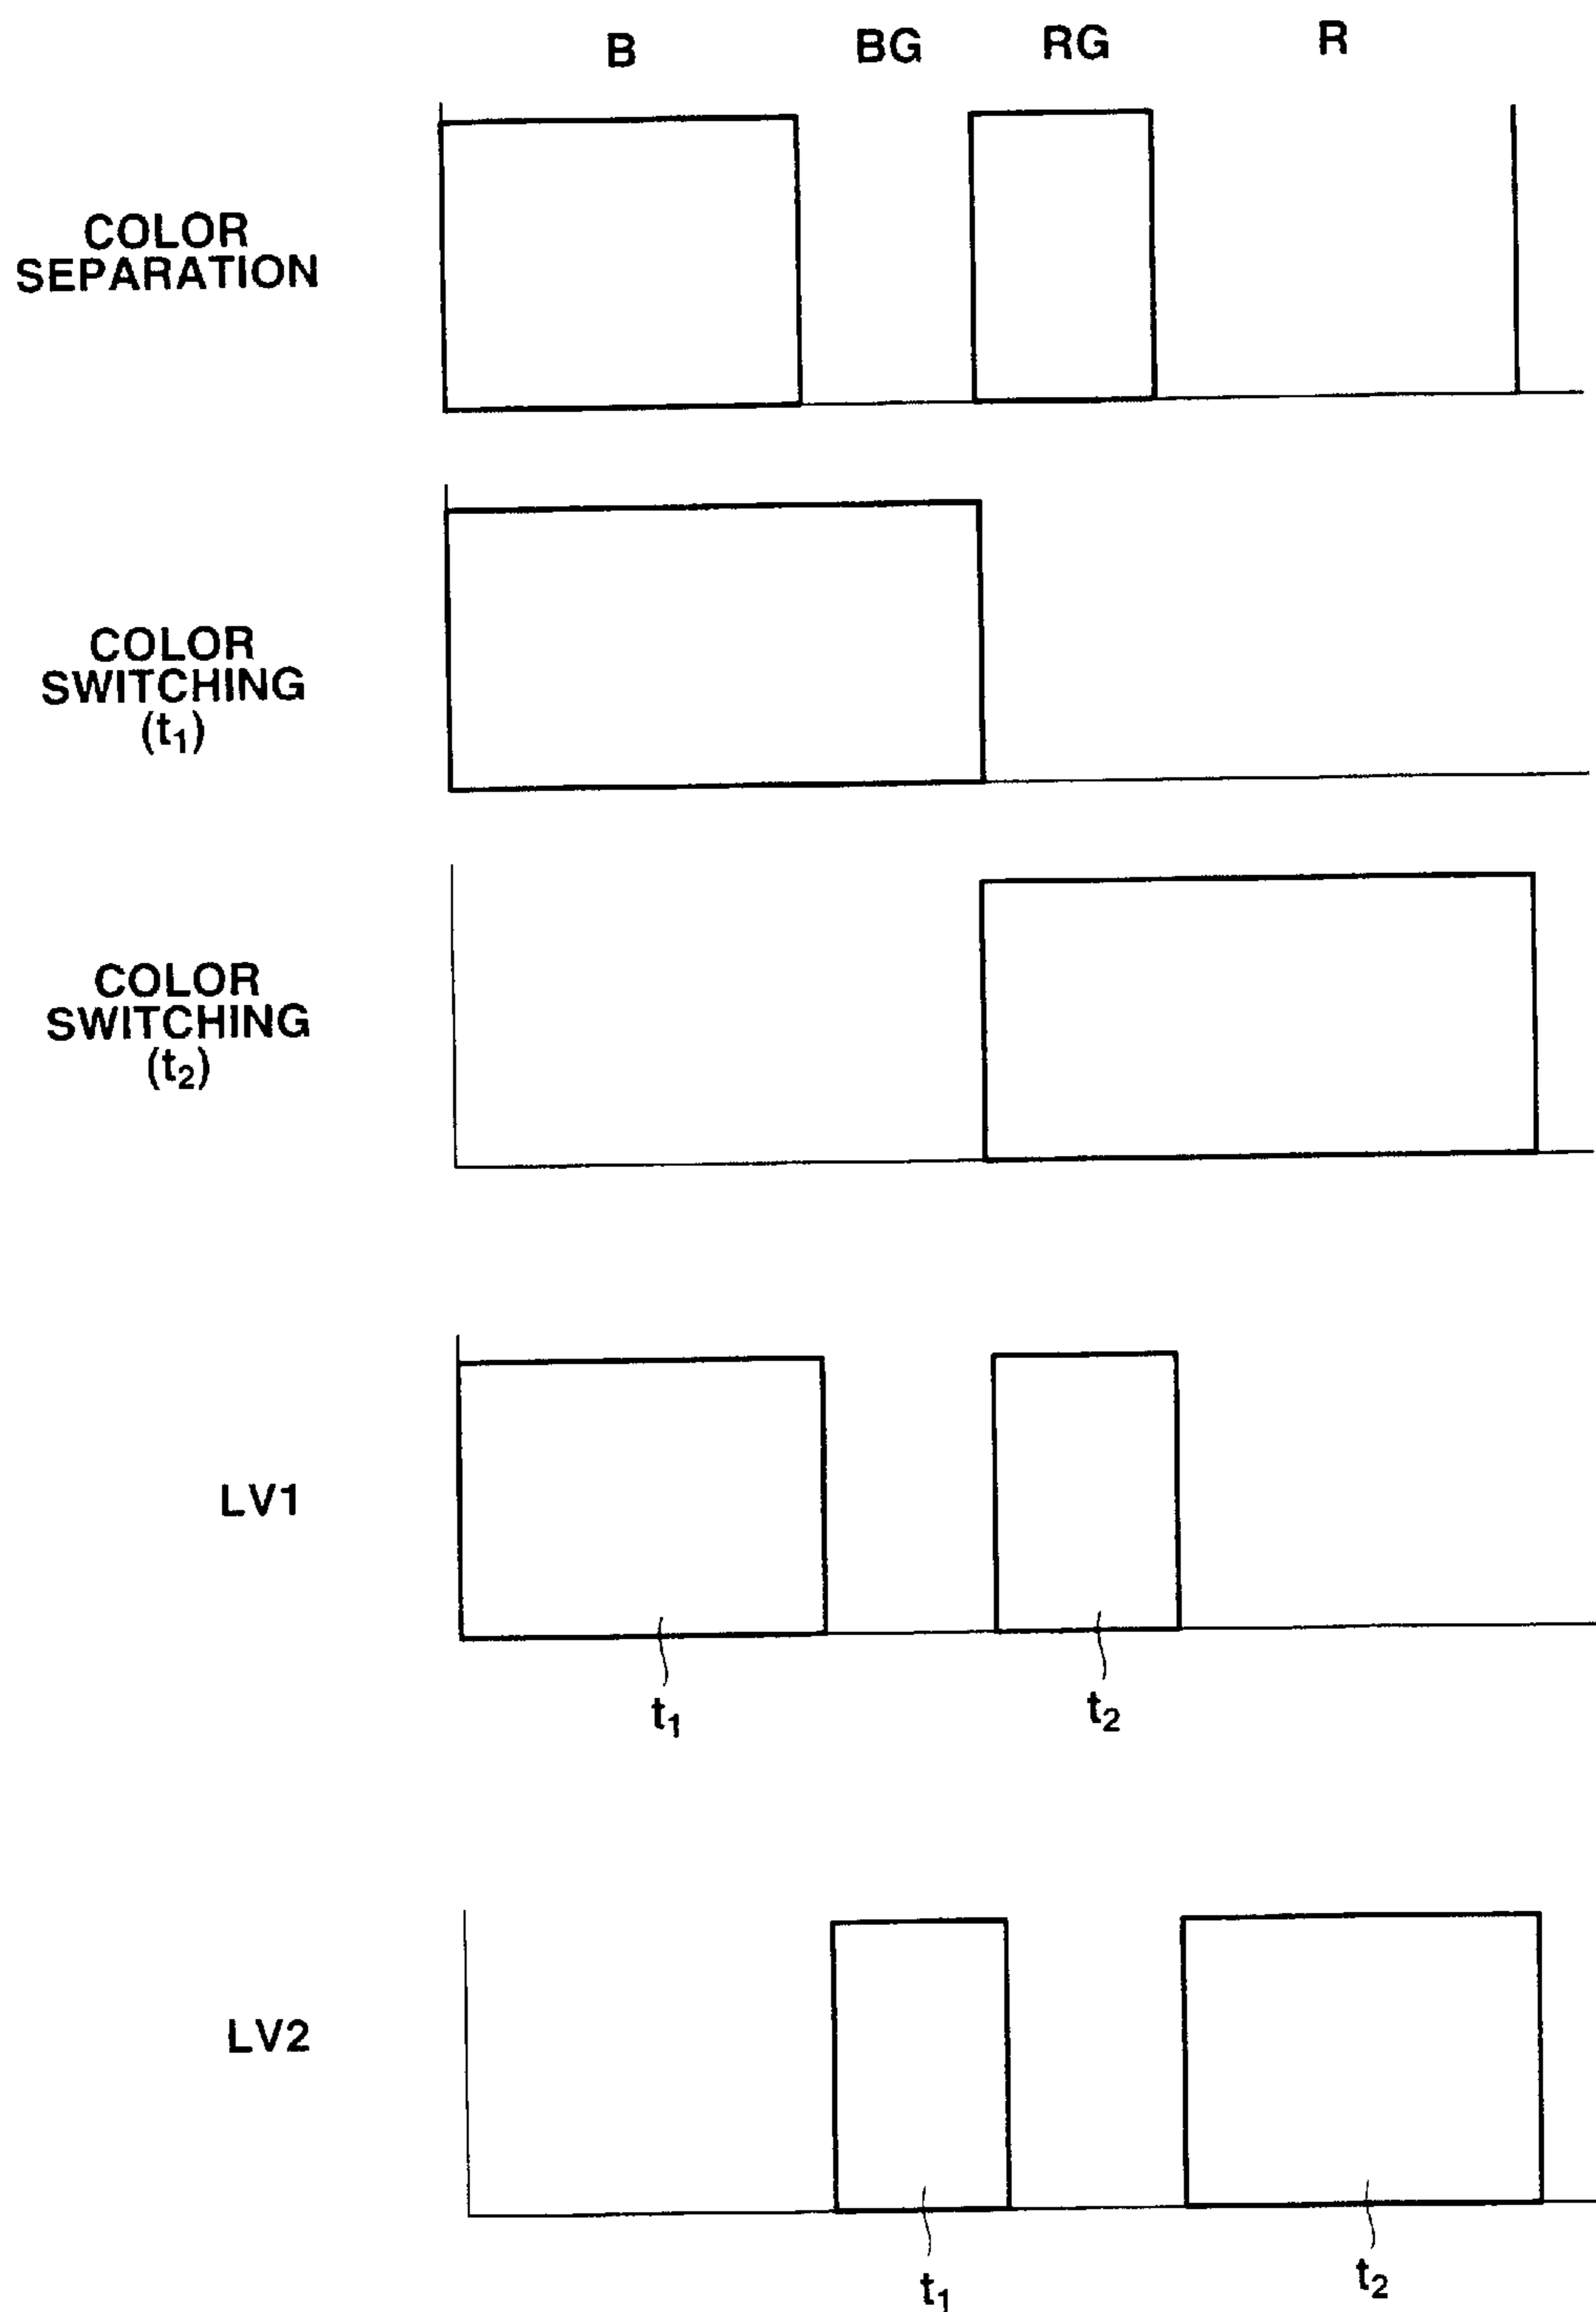 B BG RG R
COLOR
SEPARATION
COLOR
SWITCHING
(t₁)
COLOR
SWITCHING
(t₂)
LV1
t₁ t₂
LV2
t₁ t₂